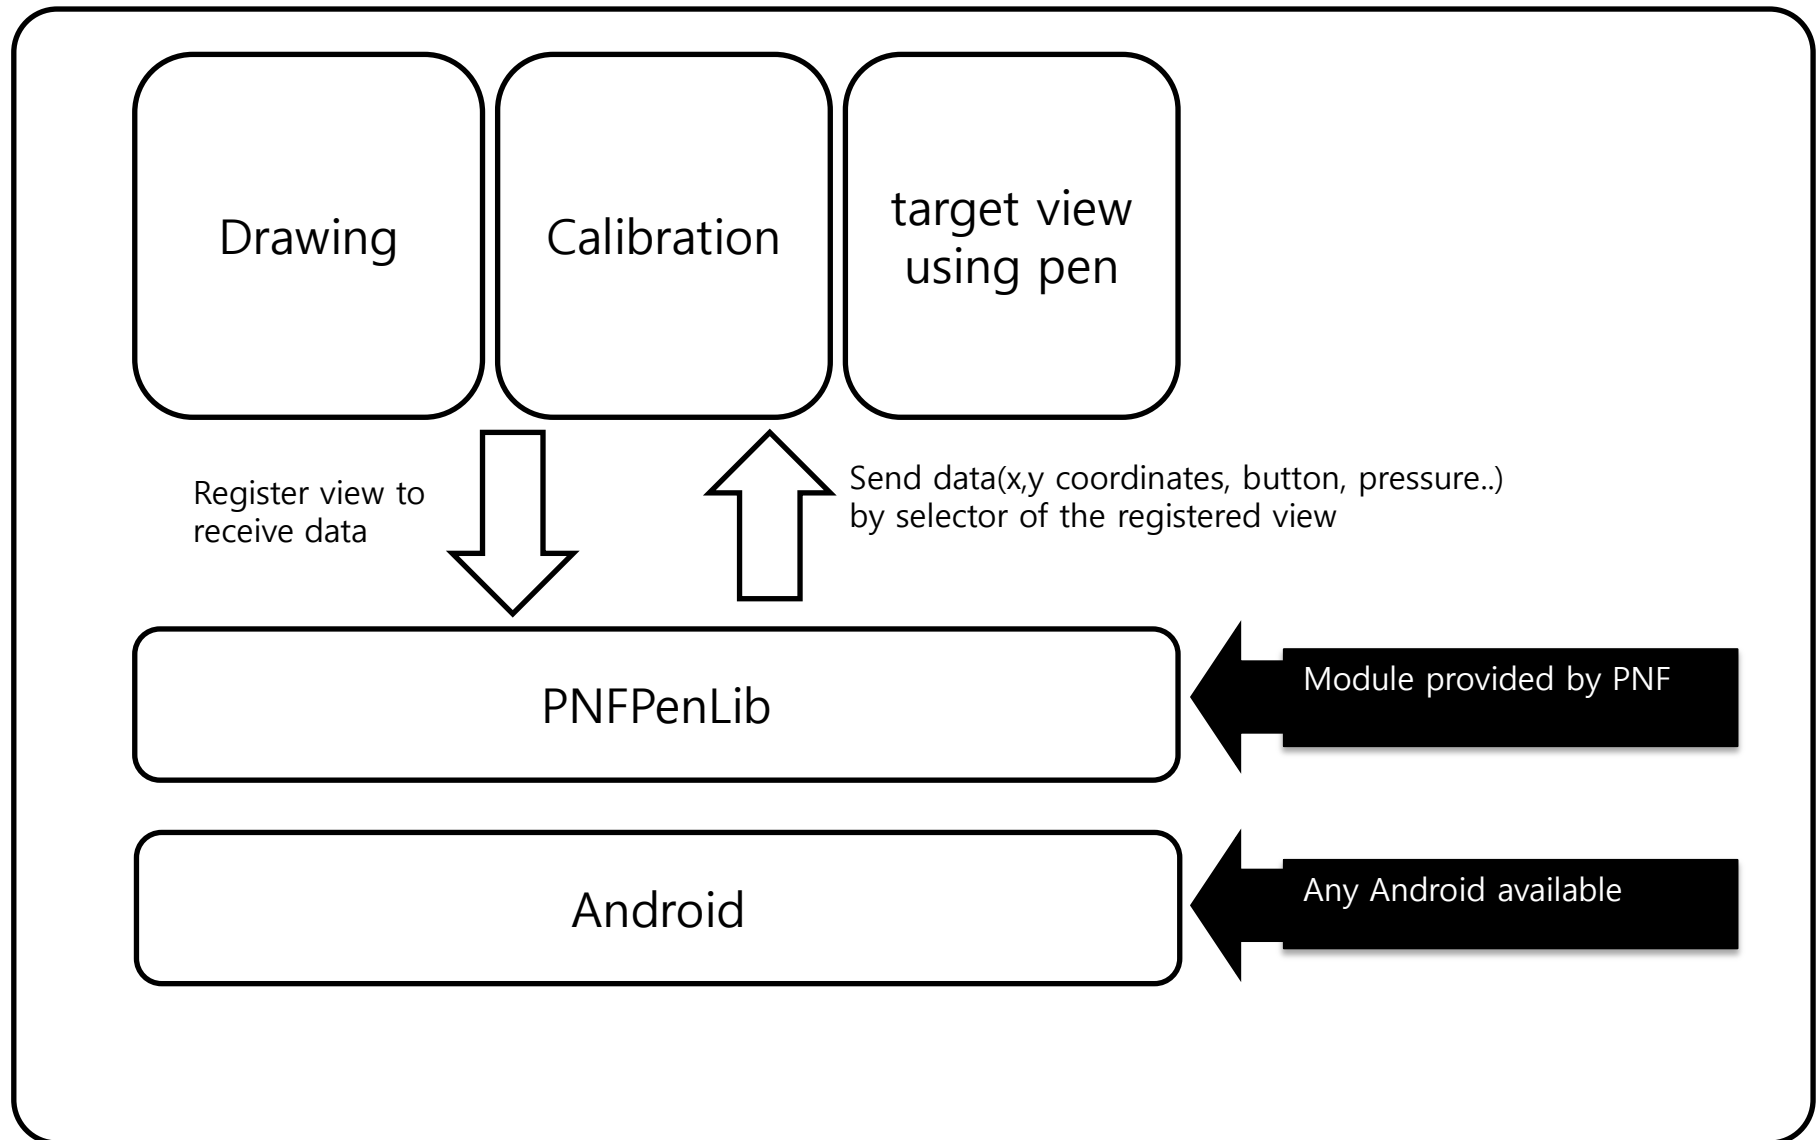 Drawing
Calibration
target view
using pen
Register view to
receive data
Send data(x,y coordinates, button, pressure..)
by selector of the registered view
PNFPenLib
Module provided by PNF
Android
Any Android available